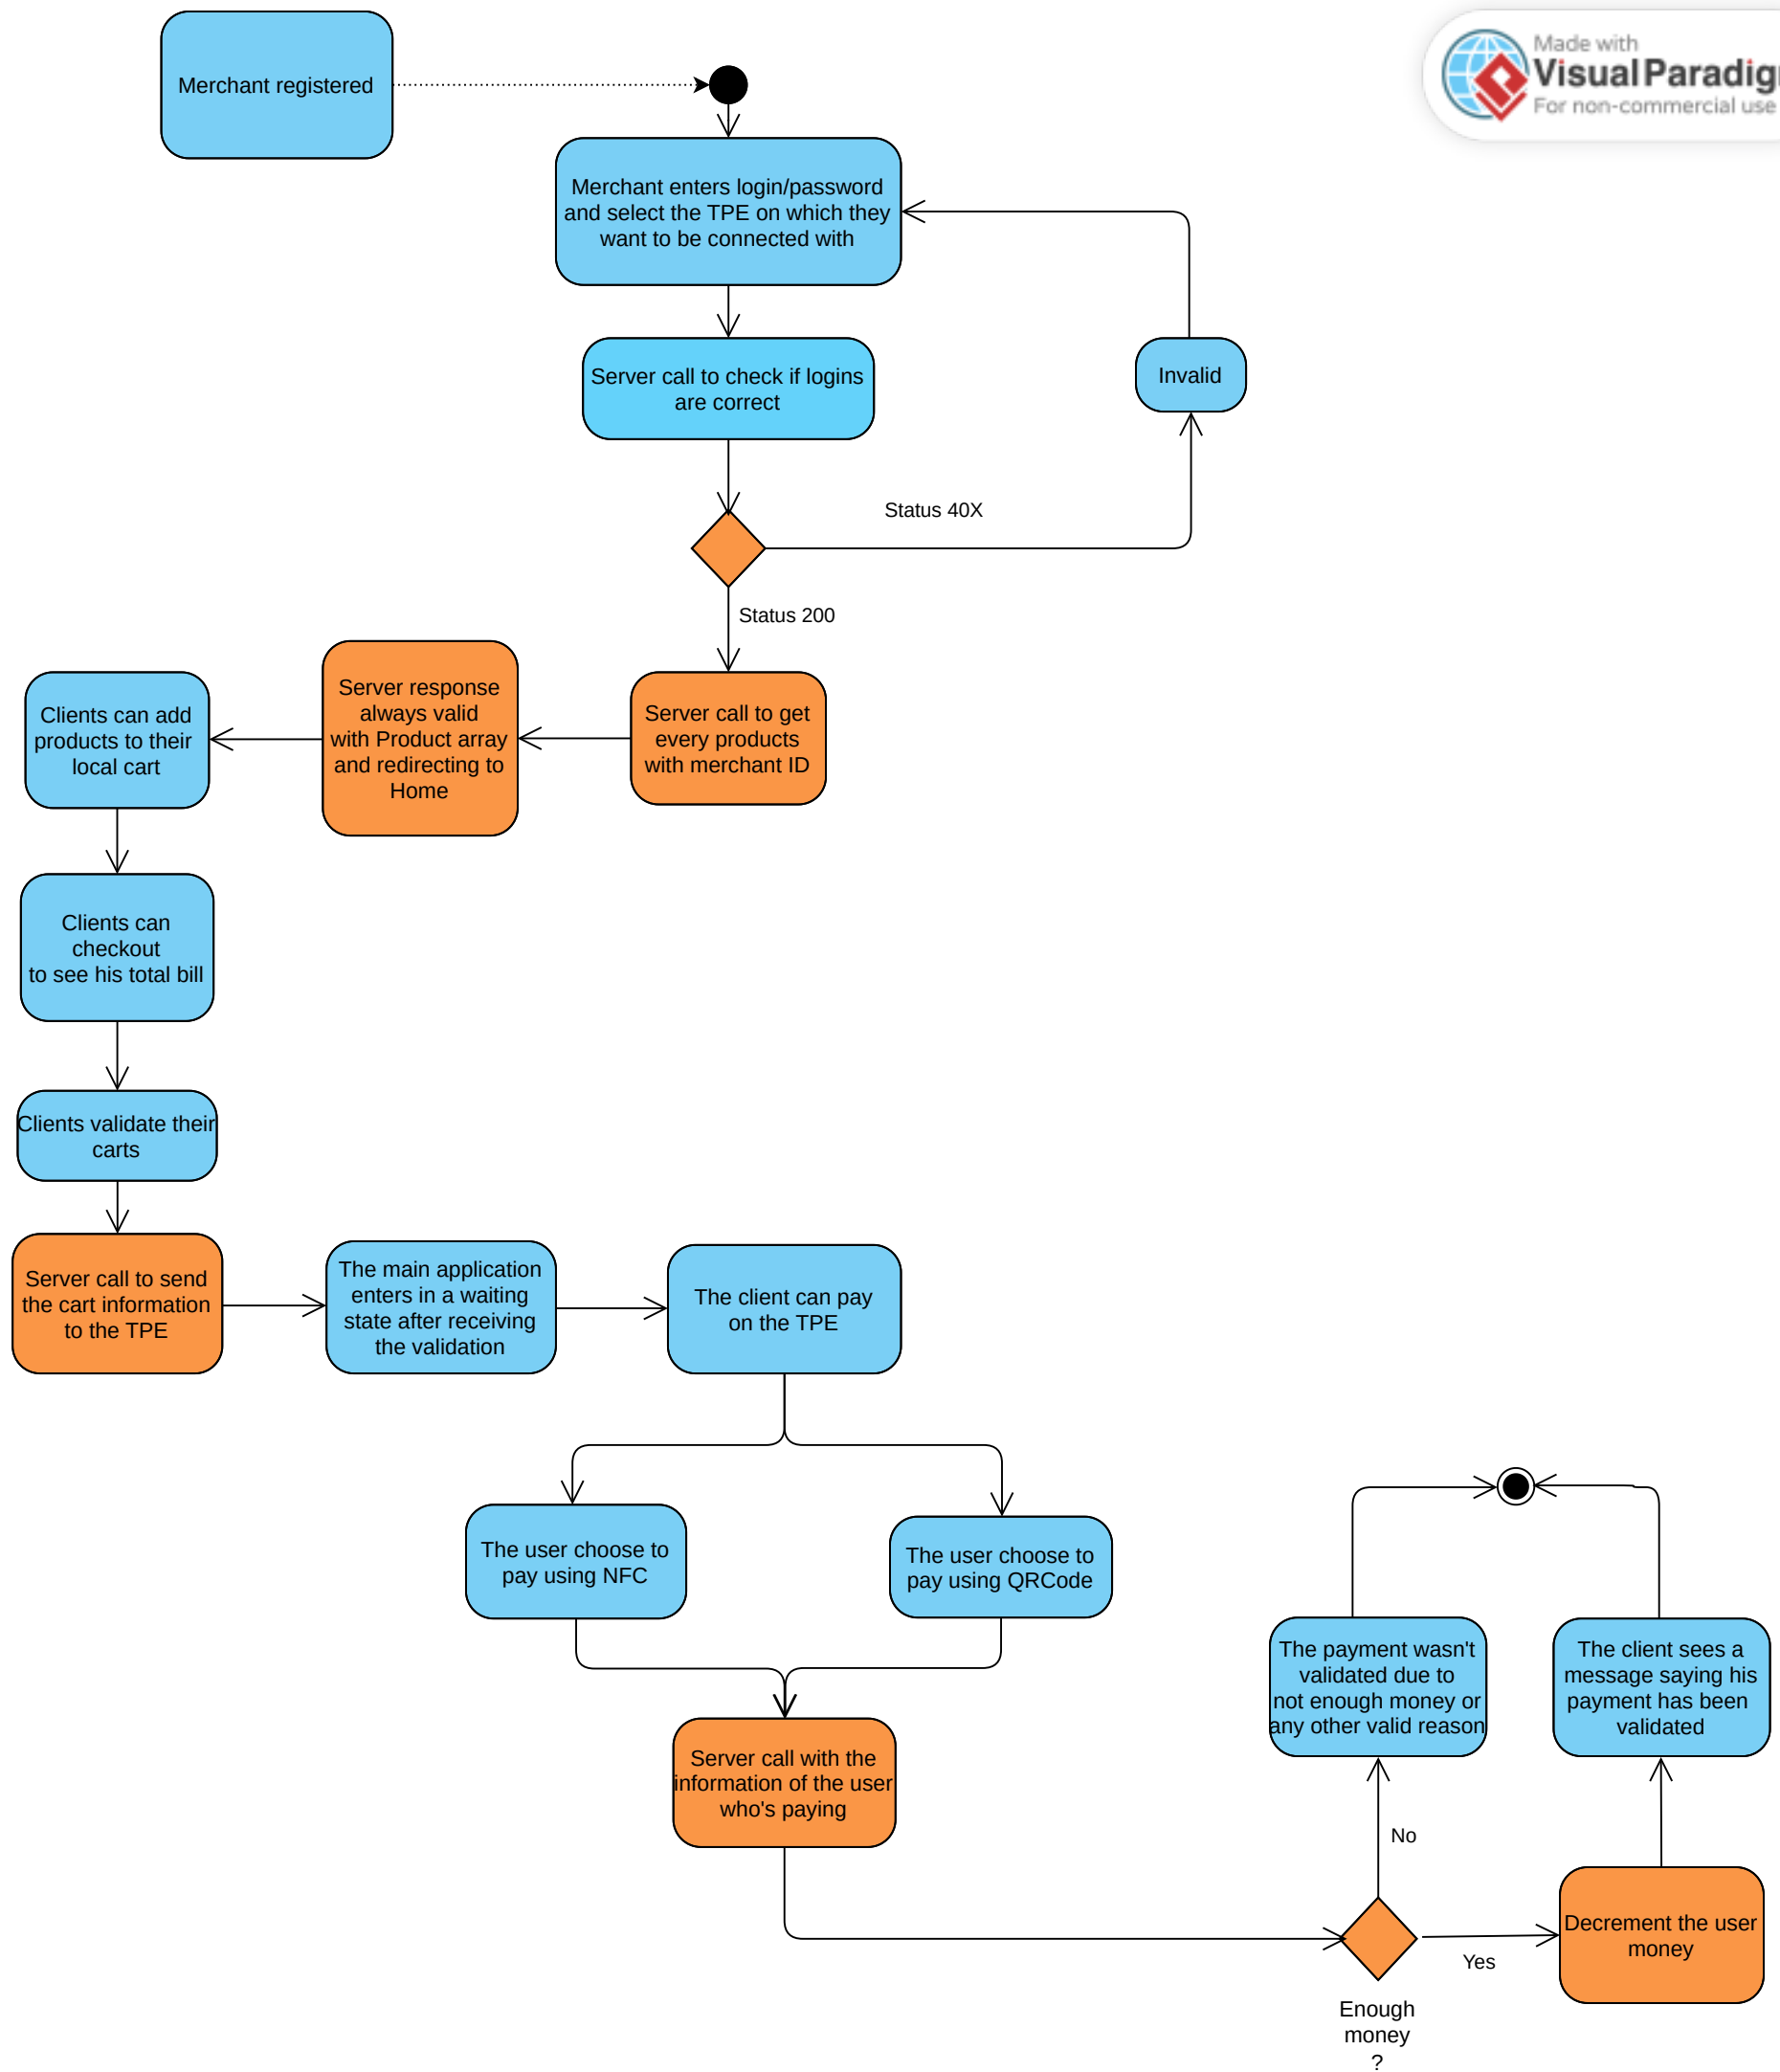 Made with
Visual Paradig
For non-commercial use
Merchant registered
Merchant enters login/password
and select the TPE on which they
want to be connected with
Server call to check if logins
are correct
Invalid
Status 40X
Status 200
Server call to get
every products
with merchant ID
Server response
always valid
with Product array
and redirecting to
Home
Clients can add
products to their
local cart
Clients can
checkout
to see his total bill
Clients validate their
carts
Server call to send
the cart information
to the TPE
The main application
enters in a waiting
state after receiving
the validation
The client can pay
on the TPE
The user choose to
pay using NFC
The user choose to
pay using QRCode
Server call with the
information of the user
who's paying
Enough
money
?
No
Yes
The payment wasn't
validated due to
not enough money or
any other valid reason
Decrement the user
money
The client sees a
message saying his
payment has been
validated